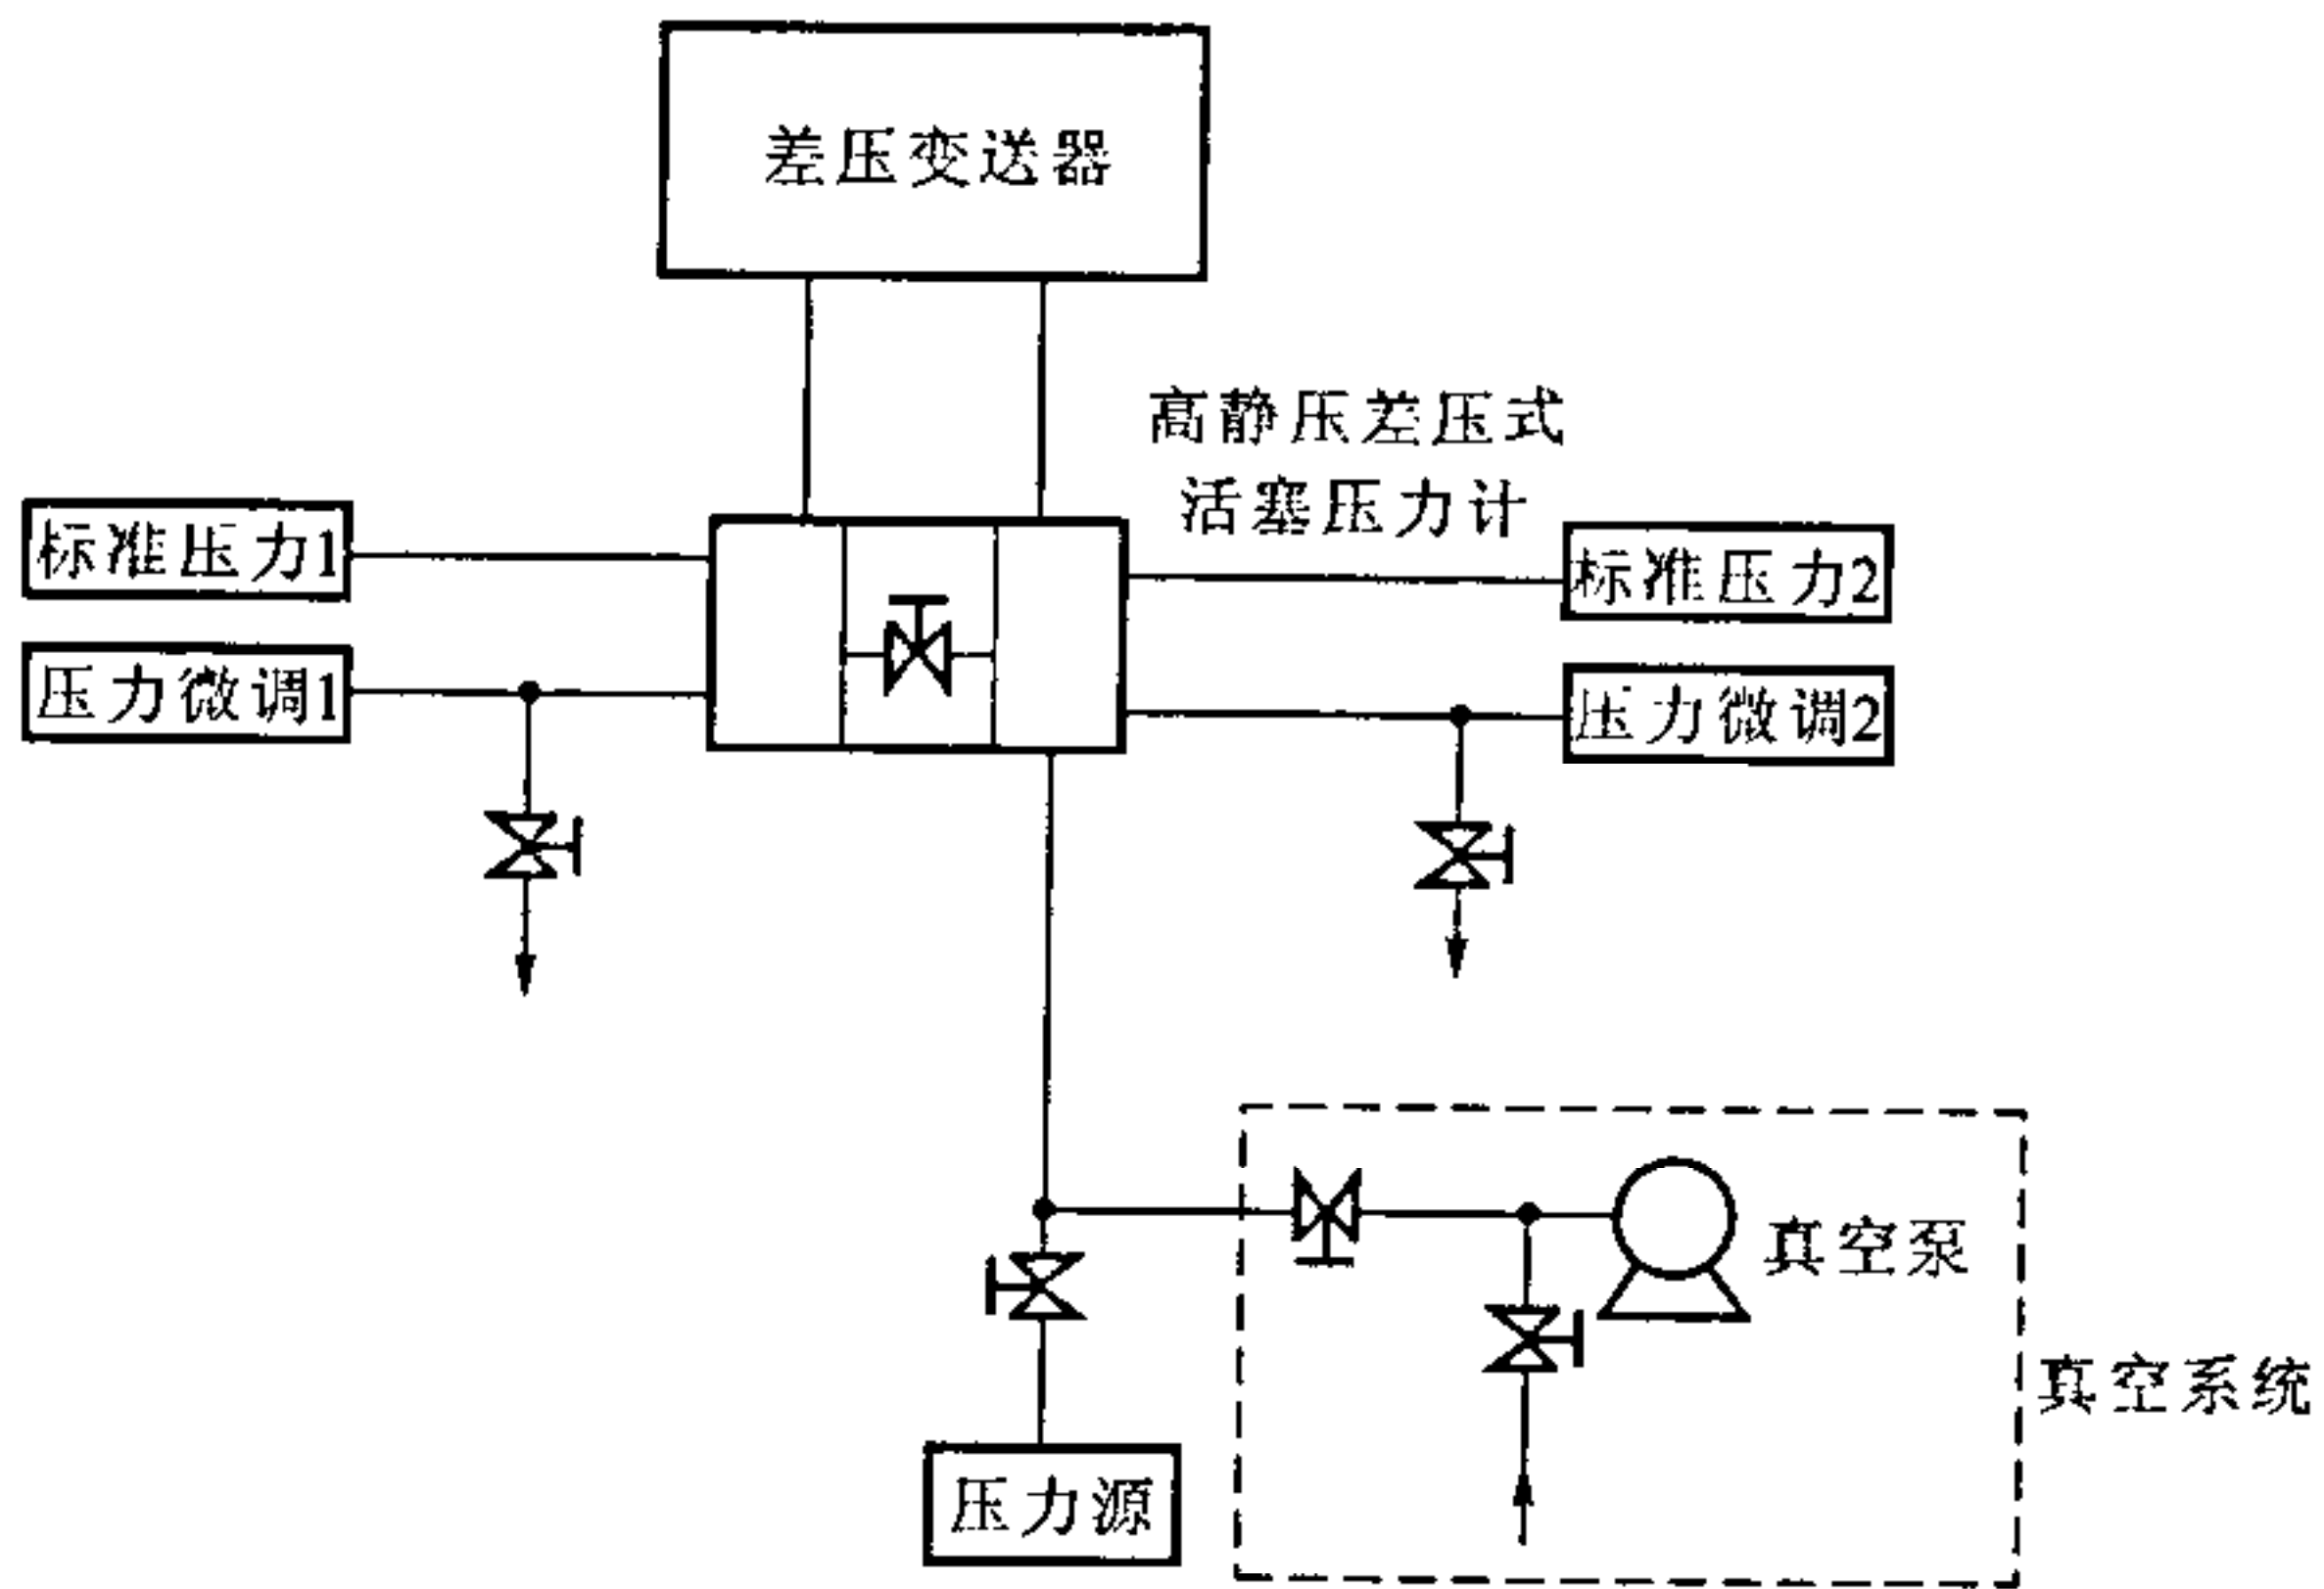 差压变送器
高静压差压式
活塞压力计
标准压力1
标准压力2
压力微调1
压力微调2
真空泵
真空系统
压力源